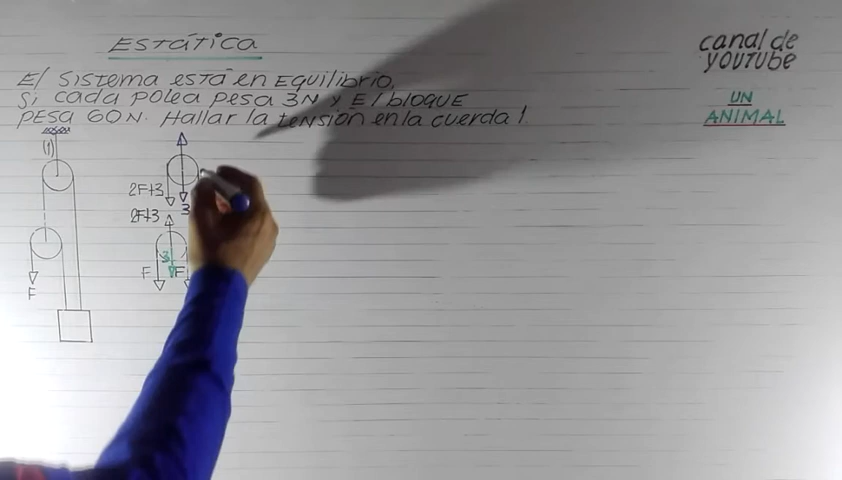 ESTÁTICA
El SISTEMA ESTÁ en EQUILIBRIO,
Si cada POLEA PESA 3N y El bloQUE
PESA 60N. Hallar la TENSIÓN en la CUERDA 1
canal de
YOUTUBE
UN
ANIMAL
(1)
2F+3
3
2F+3
3
F
F
F